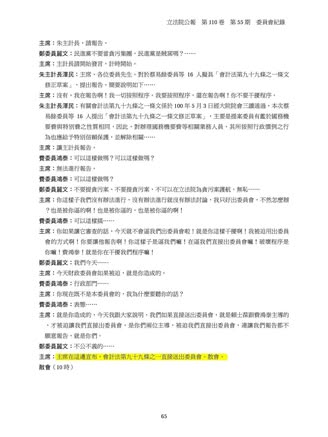 立法院公報　第 110 卷　第 55 期　委員會紀錄
主席：朱主計長，請報告。
鄭委員麗文：民進黨不要當貪污集團，民進黨是賊黨嗎？……
主席：主計長請開始發言，計時開始。
朱主計長澤民：主席、各位委員先生，對於蔡易餘委員等 16 人擬具「會計法第九十九條之一條文
修正草案」，提出書面報告，簡要說明如下……
主席：沒有，我在報告啊！我一切按照程序，我要按照程序，還在報告啊！你不要干擾程序。
朱主計長澤民：有關會計法第九十九條之一條文係於 100 年 5 月 3 日經大院院會三讀通過，本次蔡
易餘委員等 16 人提出「會計法第九十九條之一條文修正草案」，主要是提案委員有鑑於國務機
要費與特別費之性質相同，因此，對辦理國務機要費等相關業務人員，其所報費行政懲罰之行
為也應給予特別宿願保護，並解除相關……
主席：讓主計長報告。
費委員鴻泰：可以這樣做嗎？可以這樣做嗎？
主席：無法進行報告。
費委員鴻泰：可以這樣做嗎？
鄭委員麗文：不要提貪污案、不要提貪污案、不可以在立法院為貪污案護航，無恥……
主席：你這樣子我們沒有辦法進行，沒有辦法進行就沒有辦法討論，我只好出委員會，不然怎麼辦
？也是被你逼的啊！也是被你逼的，也是被你逼的啊！
費委員鴻泰：可以這樣搞……
主席：你如果讓它審查的話，今天就不會逼我們出委員會啦！就是你這樣子擾嘛！我被迫用出委員
會的方式啊！你要讓他報告啊！你這樣子是逼我們嘛！在逼我們直接出委員會嘛！破壞程序是
你嘛！費鴻泰！就是你在干擾我們程序嘛！
鄭委員麗文：我們今天……
主席：今天財政委員會如果被迫，就是你造成的。
費委員鴻泰：行政部門……
主席：你現在既不是本委員會的，我為什麼要聽你的話？
費委員鴻泰：表態……
主席：就是你造成的。今天我跟大家說明，我們如果直接送出委員會，就是賴士葆跟費鴻泰主導的
，才被迫讓我們直接出委員會，是你們兩位主導，被迫我們直接出委員會，連讓我們報告都不
願意報告，就是你們。
鄭委員麗文：不公不義的……
主席：主席在這邊宣布，會計法第九十九條之一直接送出委員會。散會。
散會（10 時）
65